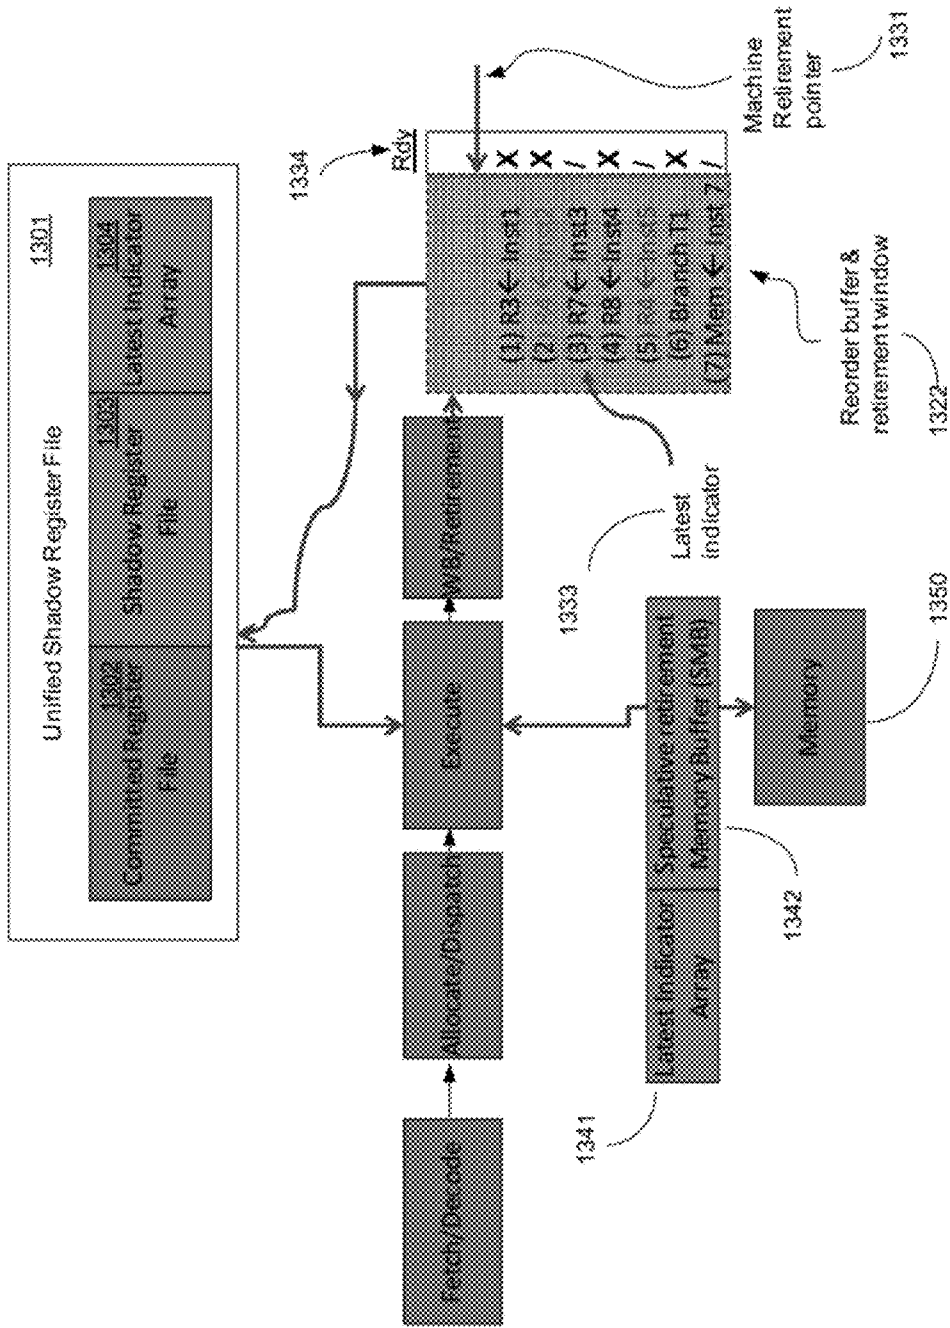 Unified Shadow Register File
1301
Committed Register File
1302
Shadow Register File
1303
Latest Indicator Array
1304
Fetch/Decode
Allocate/Dispatch
Execute
WB/Retirement
1334
Rdy
(1) R3← Inst1 X
(2 X
(3) R7← Inst3 /
(4) ← Inst4 X
(5 /
(6) Branch T1 X
(7) Mem ← Inst 7 /
Machine
Retirement
pointer
1331
1333
Latest
indicator
Reorder buffer &
retirement window
1322
1341
Latest Indicator
Array
Speculative retirement
Memory Buffer (SMB)
1342
Memory
1350